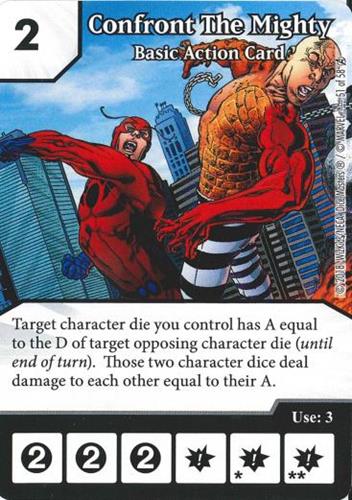 2
Confront The Mighty
Basic Action Card
Target character die you control has A equal
to the D of target opposing character die (until
end of turn). Those two character dice deal
damage to each other equal to their A.
Use: 3
2 2 2 ! ! !
* **